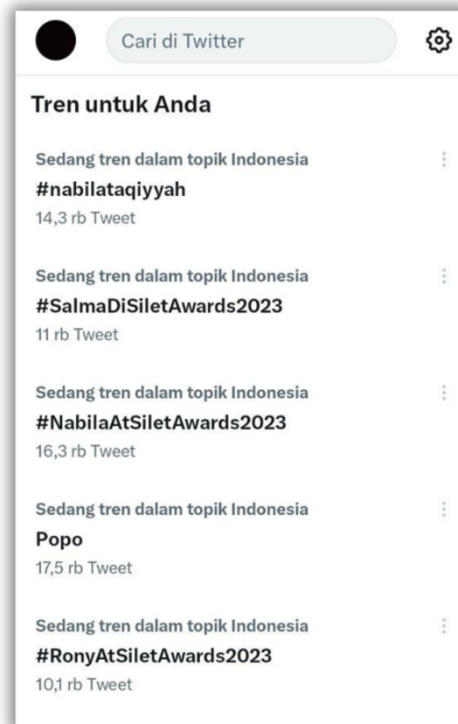 Cari di Twitter
Tren untuk Anda
Sedang tren dalam topik Indonesia
#nabilataqiyyah
14,3 rb Tweet
Sedang tren dalam topik Indonesia
#SalmaDiSiletAwards2023
11 rb Tweet
Sedang tren dalam topik Indonesia
#NabilaAtSiletAwards2023
16,3 rb Tweet
Sedang tren dalam topik Indonesia
Popo
17,5 rb Tweet
Sedang tren dalam topik Indonesia
#RonyAtSiletAwards2023
10,1 rb Tweet